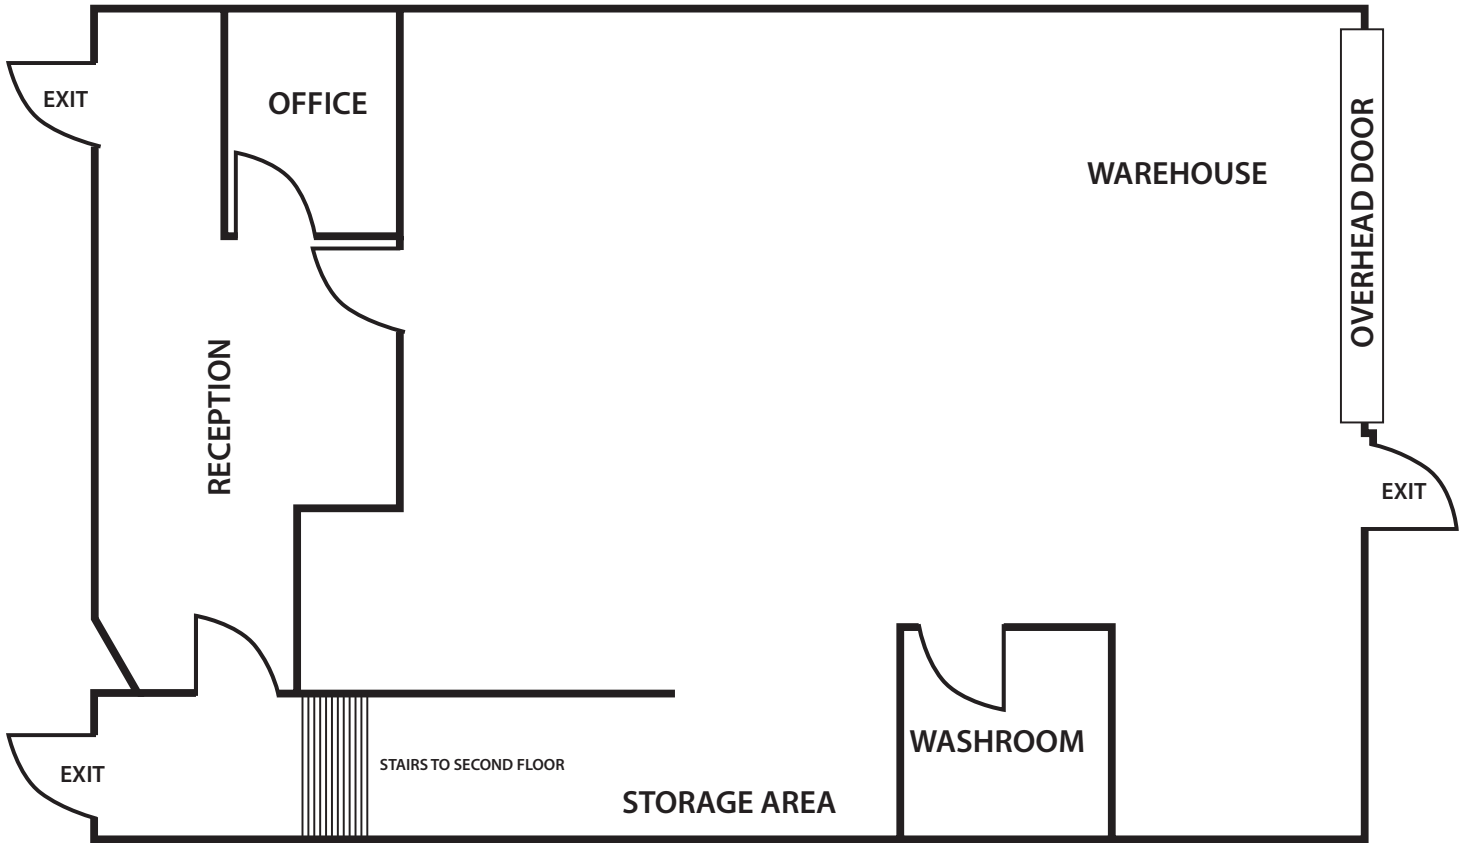 EXIT
OFFICE
WAREHOUSE
OVERHEAD DOOR
RECEPTION
EXIT
WASHROOM
STAIRS TO SECOND FLOOR
EXIT
STORAGE AREA